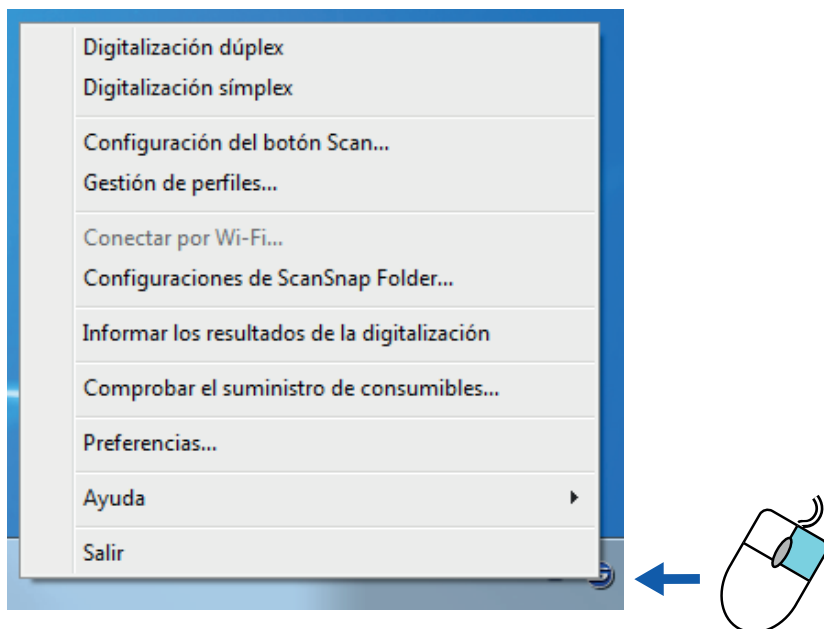 Digitalización dúplex
Digitalización símplex
Configuración del botón Scan...
Gestión de perfiles...
Conectar por Wi-Fi...
Configuraciones de ScanSnap Folder...
Informar los resultados de la digitalización
Comprobar el suministro de consumibles...
Preferencias...
Ayuda
Salir